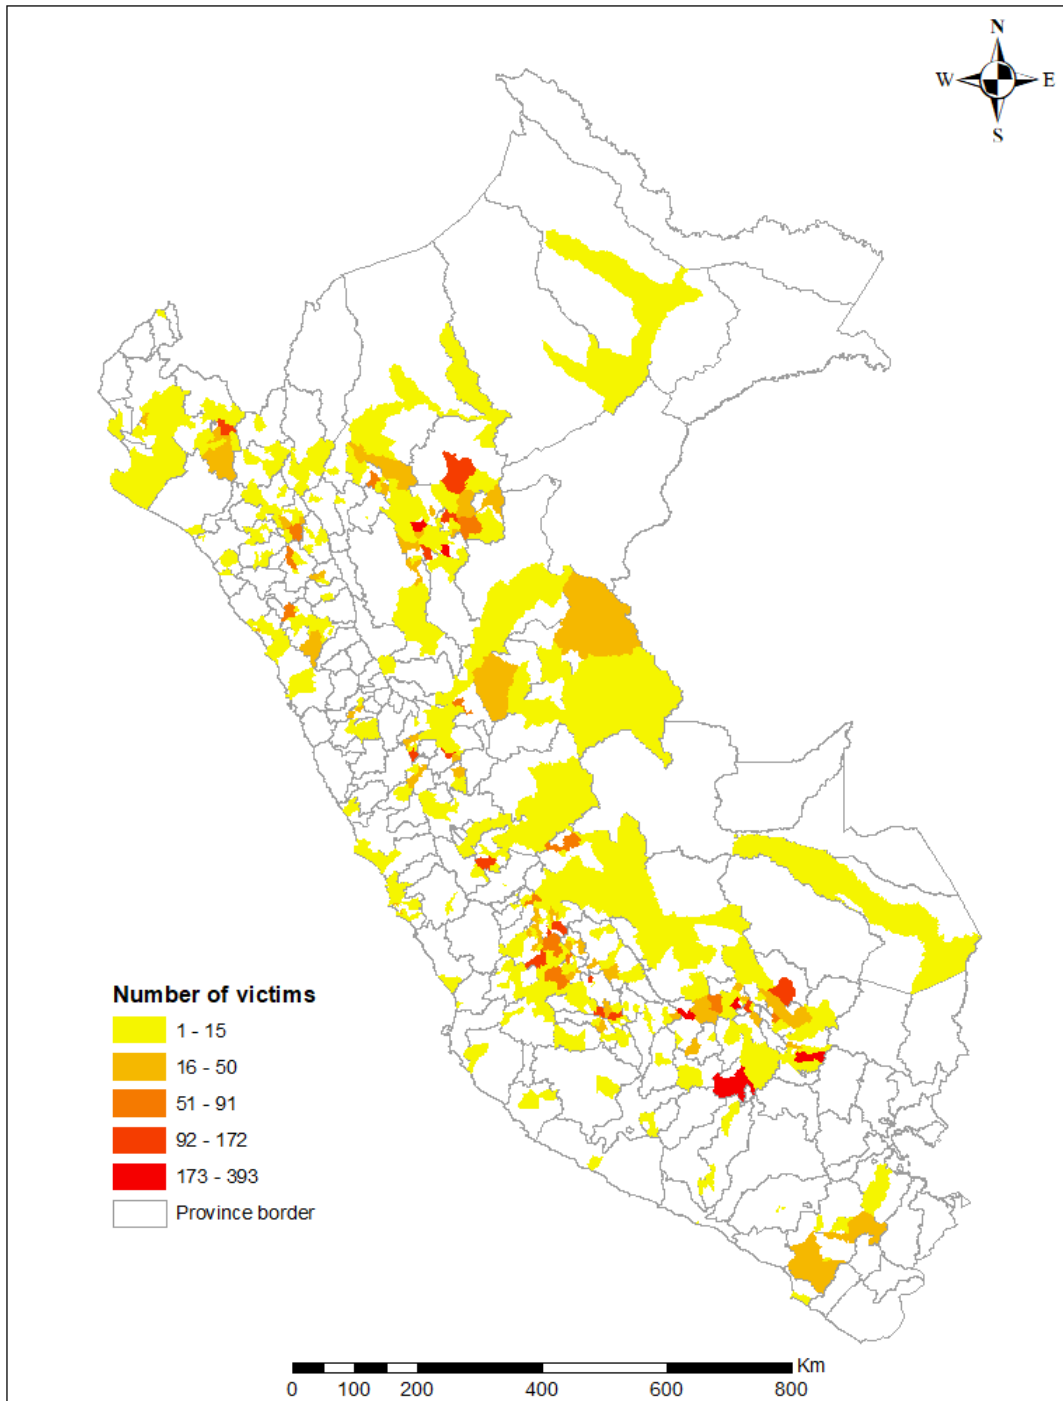 N
W E
S
Number of victims
1 - 15
16 - 50
51 - 91
92 - 172
173 - 393
Province border
Km
0 100 200 400 600 800